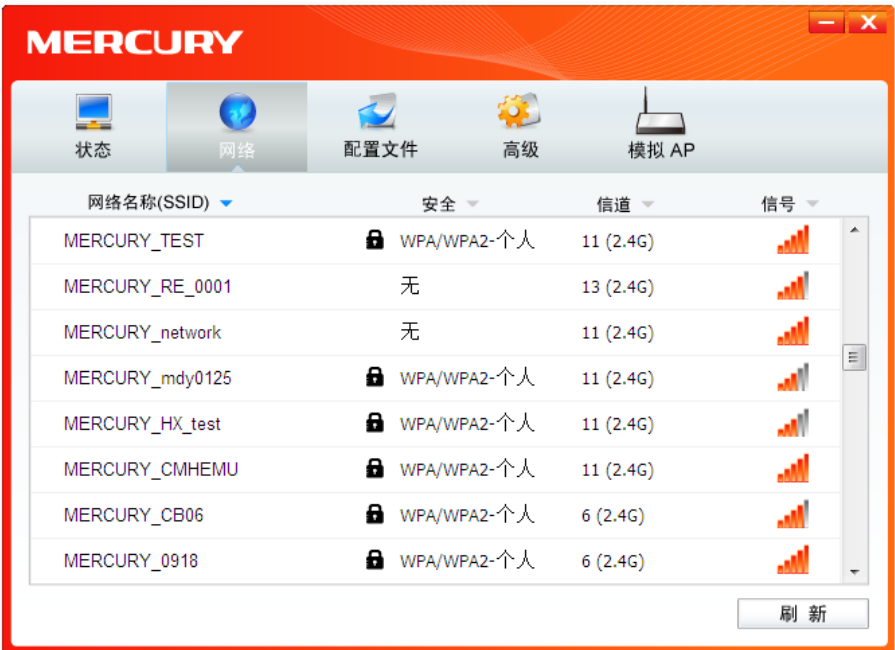 MERCURY
状态 网络 配置文件 高级 模拟 AP
网络名称(SSID) 安全 信道 信号
MERCURY_TEST WPA/WPA2-个人 11 (2.4G)
MERCURY_RE_0001 无 13 (2.4G)
MERCURY_network 无 11 (2.4G)
MERCURY_mdy0125 WPA/WPA2-个人 11 (2.4G)
MERCURY_HX_test WPA/WPA2-个人 11 (2.4G)
MERCURY_CMHEMU WPA/WPA2-个人 11 (2.4G)
MERCURY_CB06 WPA/WPA2-个人 6 (2.4G)
MERCURY_0918 WPA/WPA2-个人 6 (2.4G)
刷 新